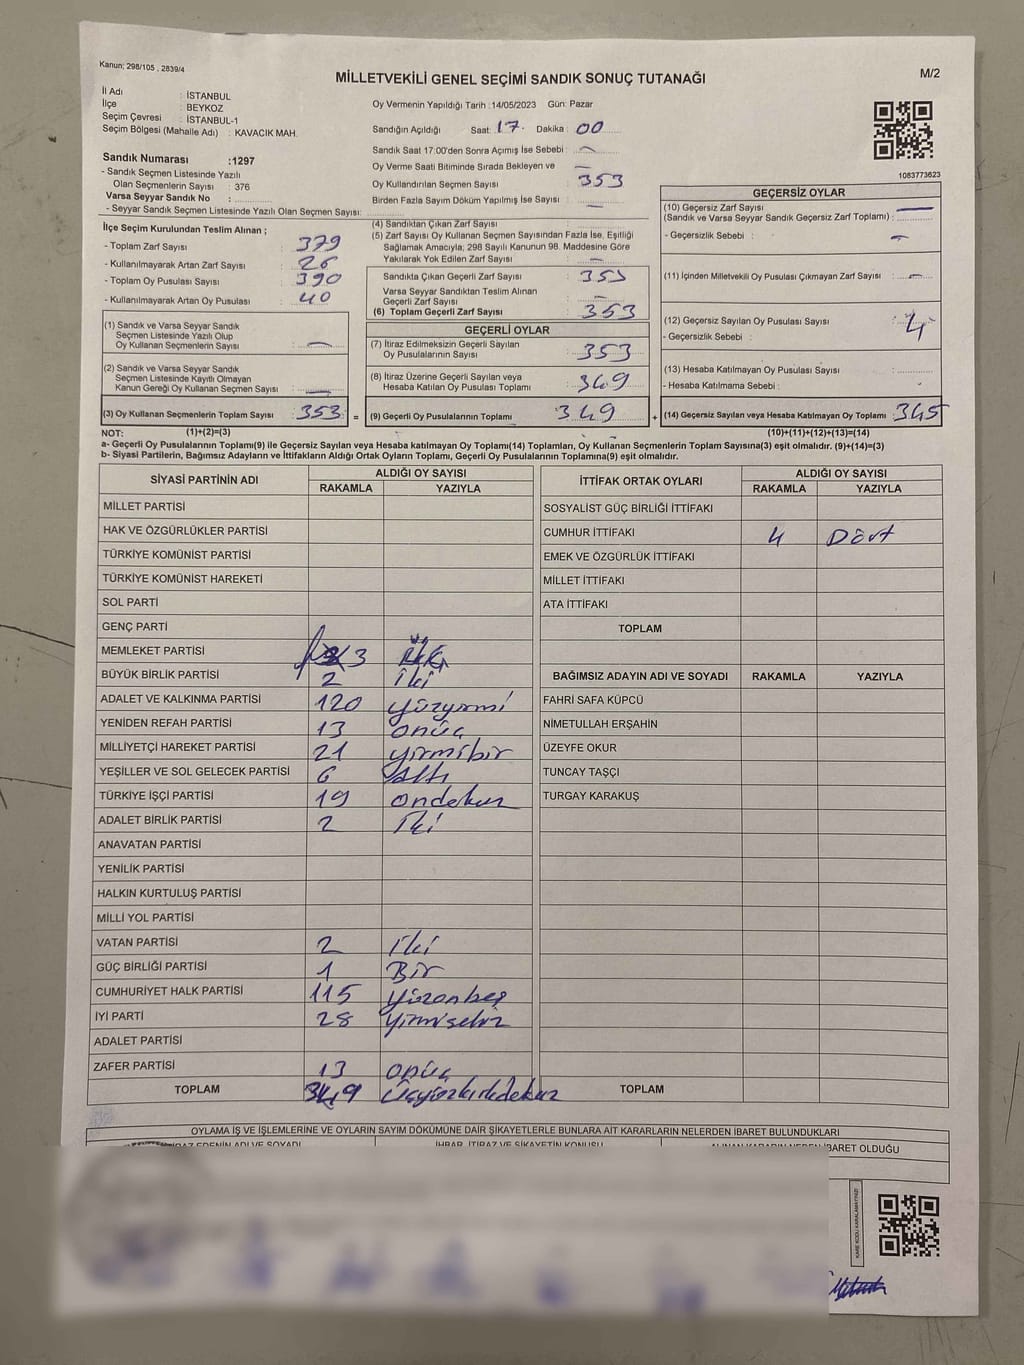 Kanun; 298/105 , 2839/4
MİLLETVEKİLİ GENEL SEÇİMİ SANDIK SONUÇ TUTANAĞI
M/2
İl Adı : İSTANBUL
İlçe : BEYKOZ
Seçim Çevresi : İSTANBUL-1
Seçim Bölgesi (Mahalle Adı) : KAVACIK MAH.
Sandık Numarası :1297
- Sandık Seçmen Listesinde Yazılı
Olan Seçmenlerin Sayısı : 376
Varsa Seyyar Sandık No :
- Seyyar Sandık Seçmen Listesinde Yazılı Olan Seçmen Sayısı:
Oy Vermenin Yapıldığı Tarih :14/05/2023 Gün: Pazar
Sandığın Açıldığı Saat: 17 Dakika : 00
Sandık Saat 17:00'den Sonra Açımış İse Sebebi : —
Oy Verme Saati Bitiminde Sırada Bekleyen ve —
Oy Kullandırılan Seçmen Sayısı 353
Birden Fazla Sayım Döküm Yapılmış İse Sayısı : —
1083773623
İlçe Seçim Kurulundan Teslim Alınan ;
- Toplam Zarf Sayısı : 379
- Kullanılmayarak Artan Zarf Sayısı : 26
- Toplam Oy Pusulası Sayısı : 390
- Kullanılmayarak Artan Oy Pusulası : 40
(1) Sandık ve Varsa Seyyar Sandık
Seçmen Listesinde Yazılı Olup
Oy Kullanan Seçmenlerin Sayısı : —
(2) Sandık ve Varsa Seyyar Sandık
Seçmen Listesinde Kayıtlı Olmayan
Kanun Gereği Oy Kullanan Seçmen Sayısı : —
(3) Oy Kullanan Seçmenlerin Toplam Sayısı : 353 =
(4) Sandıktan Çıkan Zarf Sayısı :
(5) Zarf Sayısı Oy Kullanan Seçmen Sayısından Fazla İse, Eşitliği
Sağlamak Amacıyla; 298 Sayılı Kanunun 98. Maddesine Göre
Yakılarak Yok Edilen Zarf Sayısı : —
Sandıkta Çıkan Geçerli Zarf Sayısı : 353
Varsa Seyyar Sandıktan Teslim Alınan
Geçerli Zarf Sayısı : —
(6) Toplam Geçerli Zarf Sayısı : 353
GEÇERLİ OYLAR
(7) İtiraz Edilmeksizin Geçerli Sayılan
Oy Pusulalarının Sayısı : 353
(8) İtiraz Üzerine Geçerli Sayılan veya
Hesaba Katılan Oy Pusulası Toplamı : 349
(9) Geçerli Oy Pusulalarının Toplamı : 349 +
GEÇERSİZ OYLAR
(10) Geçersiz Zarf Sayısı —
(Sandık ve Varsa Seyyar Sandık Geçersiz Zarf Toplamı) :
- Geçersizlik Sebebi : —
(11) İçinden Milletvekili Oy Pusulası Çıkmayan Zarf Sayısı : —
(12) Geçersiz Sayılan Oy Pusulası Sayısı : 4
- Geçersizlik Sebebi :
(13) Hesaba Katılmayan Oy Pusulası Sayısı :
- Hesaba Katılmama Sebebi :
(14) Geçersiz Sayılan veya Hesaba Katılmayan Oy Toplamı : 345
NOT: (1)+(2)=(3) (10)+(11)+(12)+(13)=(14)
a- Geçerli Oy Pusulalarının Toplamı(9) ile Geçersiz Sayılan veya Hesaba katılmayan Oy Toplamı(14) Toplamları, Oy Kullanan Seçmenlerin Toplam Sayısına(3) eşit olmalıdır. (9)+(14)=(3)
b- Siyasi Partilerin, Bağımsız Adayların ve İttifakların Aldığı Ortak Oyların Toplamı, Geçerli Oy Pusulalarının Toplamına(9) eşit olmalıdır.
SİYASİ PARTİNİN ADI ALDIĞI OY SAYISI
RAKAMLA YAZIYLA
MİLLET PARTİSİ
HAK VE ÖZGÜRLÜKLER PARTİSİ
TÜRKİYE KOMÜNİST PARTİSİ
TÜRKİYE KOMÜNİST HAREKETİ
SOL PARTİ
GENÇ PARTİ
MEMLEKET PARTİSİ 3
BÜYÜK BİRLİK PARTİSİ 2 İki
ADALET VE KALKINMA PARTİSİ 120 yüzyirmi
YENİDEN REFAH PARTİSİ 13 onüç
MİLLİYETÇİ HAREKET PARTİSİ 21 yirmibir
YEŞİLLER VE SOL GELECEK PARTİSİ 6 altı
TÜRKİYE İŞÇİ PARTİSİ 19 ondokuz
ADALET BİRLİK PARTİSİ 2 İki
ANAVATAN PARTİSİ
YENİLİK PARTİSİ
HALKIN KURTULUŞ PARTİSİ
MİLLİ YOL PARTİSİ
VATAN PARTİSİ 2 İki
GÜÇ BİRLİĞİ PARTİSİ 1 Bir
CUMHURİYET HALK PARTİSİ 115 yüzonbeş
İYİ PARTİ 28 yirmisekiz
ADALET PARTİSİ
ZAFER PARTİSİ 13 onüç
TOPLAM 349 Üçyüzkırkdokuz
İTTİFAK ORTAK OYLARI ALDIĞI OY SAYISI
RAKAMLA YAZIYLA
SOSYALİST GÜÇ BİRLİĞİ İTTİFAKI
CUMHUR İTTİFAKI 4 Dört
EMEK VE ÖZGÜRLÜK İTTİFAKI
MİLLET İTTİFAKI
ATA İTTİFAKI
TOPLAM
BAĞIMSIZ ADAYIN ADI VE SOYADI RAKAMLA YAZIYLA
FAHRİ SAFA KÜPCÜ
NİMETULLAH ERŞAHİN
ÜZEYFE OKUR
TUNCAY TAŞÇI
TURGAY KARAKUŞ
TOPLAM
OYLAMA İŞ VE İŞLEMLERİNE VE OYLARIN SAYIM DÖKÜMÜNE DAİR ŞİKAYETLERLE BUNLARA AİT KARARLARIN NELERDEN İBARET BULUNDUKLARI
İTİRAZ EDENİN ADI VE SOYADI İHBAR, İTİRAZ VE ŞİKAYETİN KONUSU ALINAN KARARIN NEDEN İBARET OLDUĞU
KARE KODU KARALAMAYINIZ!